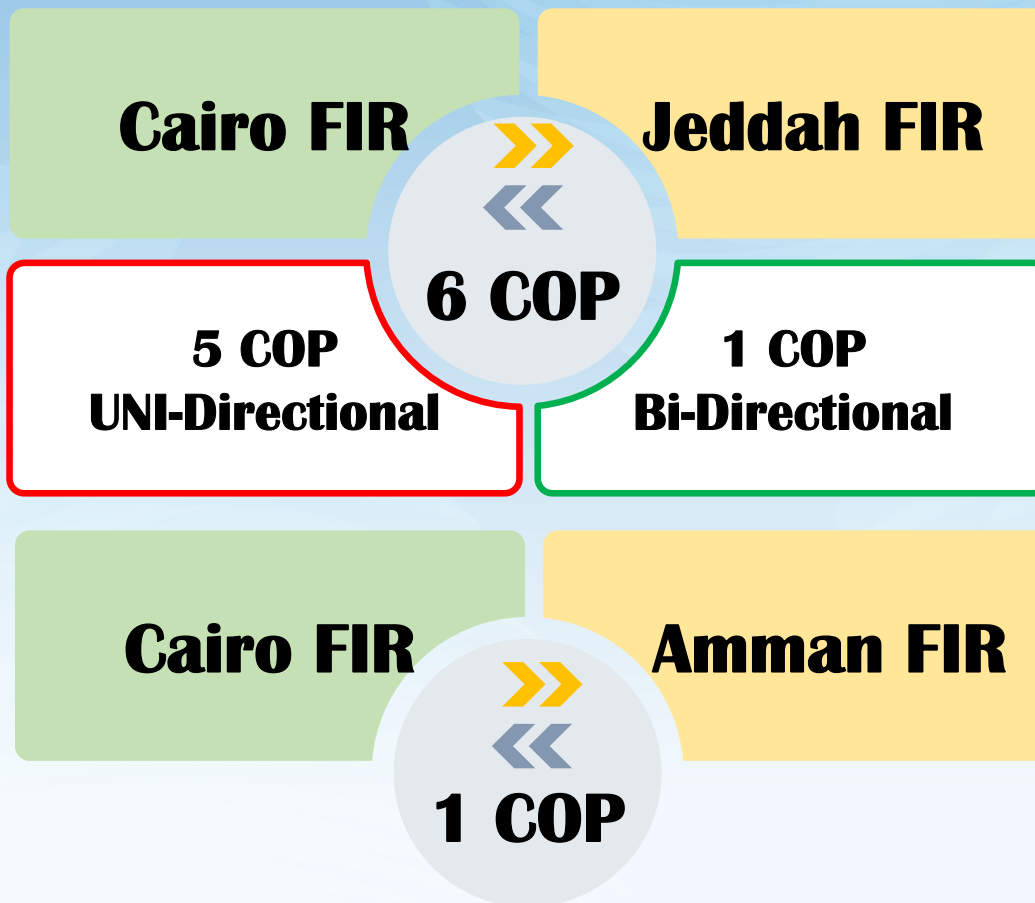 Cairo FIR
Jeddah FIR
6 COP
5 COP
UNI-Directional
1 COP
Bi-Directional
Cairo FIR
Amman FIR
1 COP